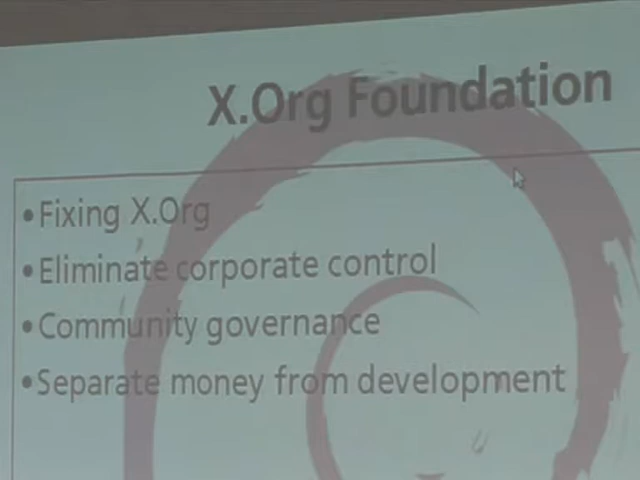 X.Org Foundation
•Fixing X.Org
•Eliminate corporate control
•Community governance
•Separate money from development